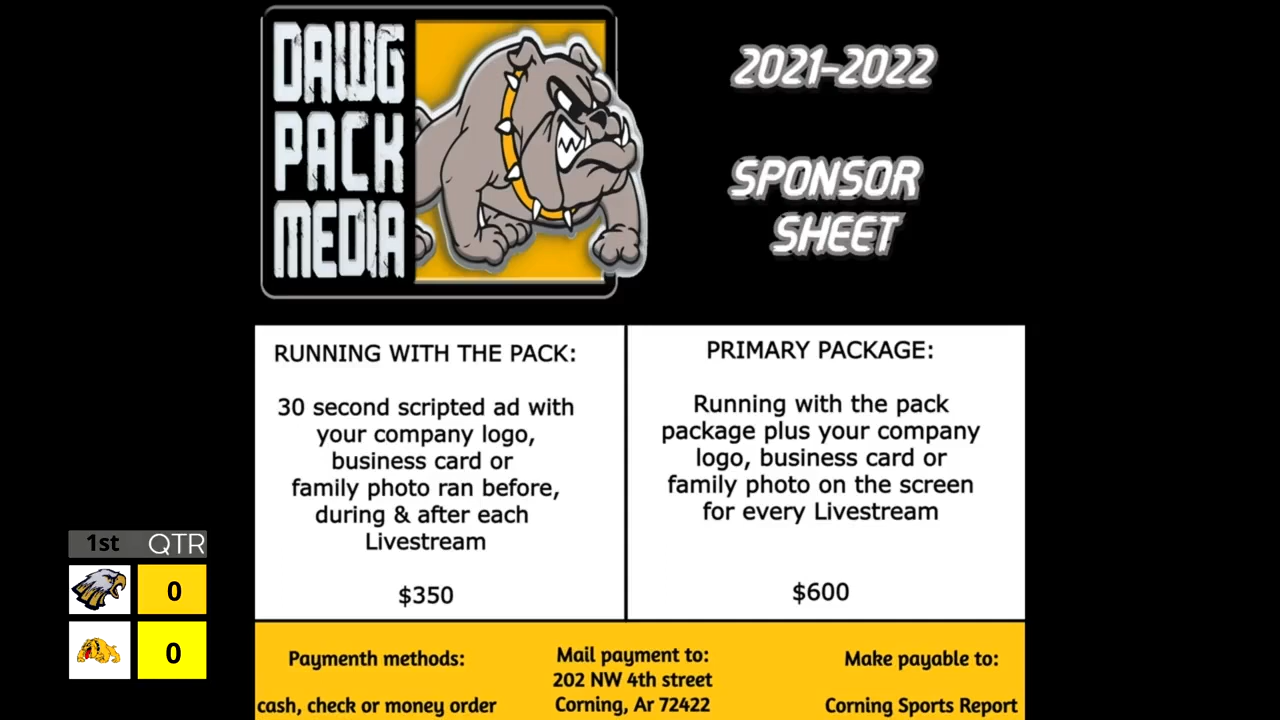 DAWG
PACK
MEDIA
2021-2022
SPONSOR
SHEET
RUNNING WITH THE PACK:
30 second scripted ad with
your company logo,
business card or
family photo ran before,
during & after each
Livestream
$350
PRIMARY PACKAGE:
Running with the pack
package plus your company
logo, business card or
family photo on the screen
for every Livestream
$600
1st QTR
0
0
Paymenth methods:
cash, check or money order
Mail payment to:
202 NW 4th street
Corning, Ar 72422
Make payable to:
Corning Sports Report